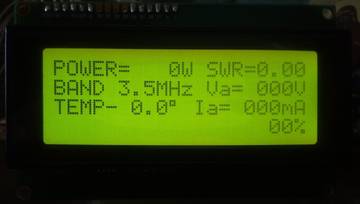 POWER=   0W SWR=0.00
BAND 3.5MHz Va= 000V
TEMP- 0.0° Ia= 000mA
00%